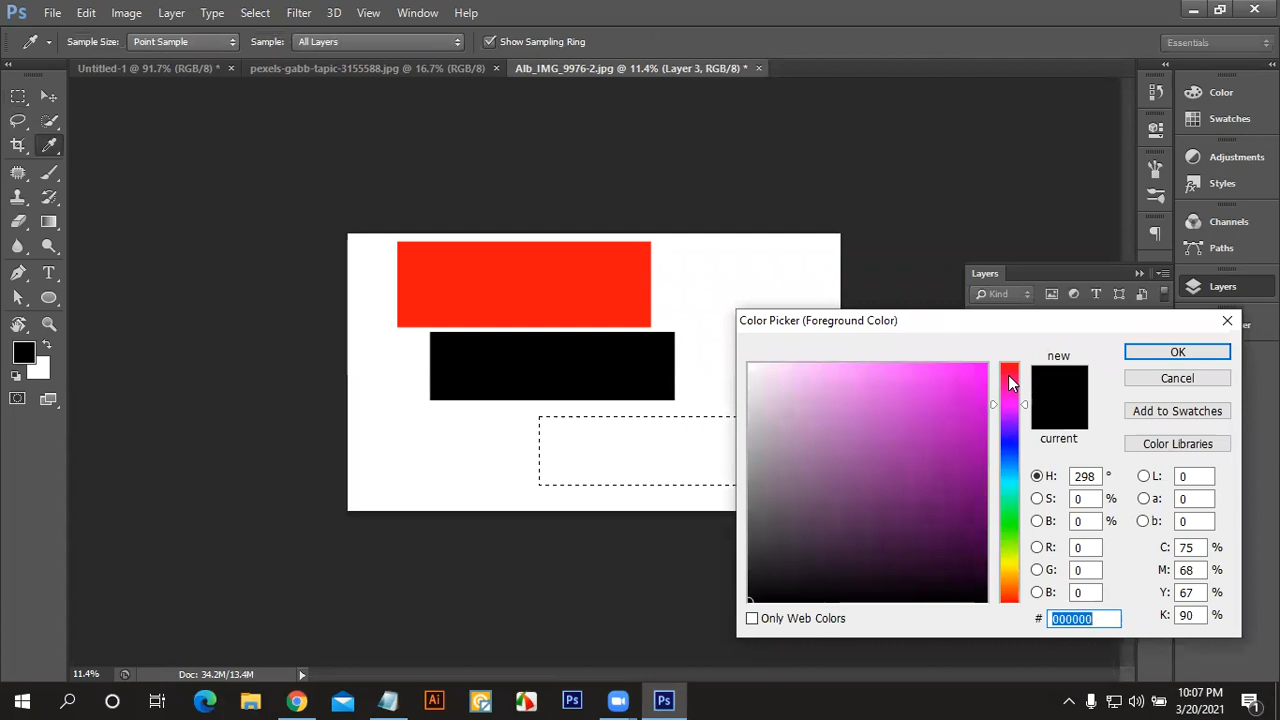 Ps File Edit Image Layer Type Select Filter 3D View Window Help
Sample Size: Point Sample Sample: All Layers Show Sampling Ring Essentials
Untitled-1 @ 91.7% (RGB/8) * × pexels-gabb-tapic-3155588.jpg @ 16.7% (RGB/8) × Alb_IMG_9976-2.jpg @ 11.4% (Layer 3, RGB/8) * ×
Color
Swatches
Adjustments
Styles
Channels
Paths
Layers
Layers
Kind
Color Picker (Foreground Color)
new
current
OK
Cancel
Add to Swatches
Color Libraries
H: 298 ° L: 0
S: 0 % a: 0
B: 0 % b: 0
R: 0 C: 75 %
G: 0 M: 68 %
B: 0 Y: 67 %
# 000000 K: 90 %
Only Web Colors
11.4% Doc: 34.2M/13.4M
Ai Ps Ps
10:07 PM
3/20/2021
1